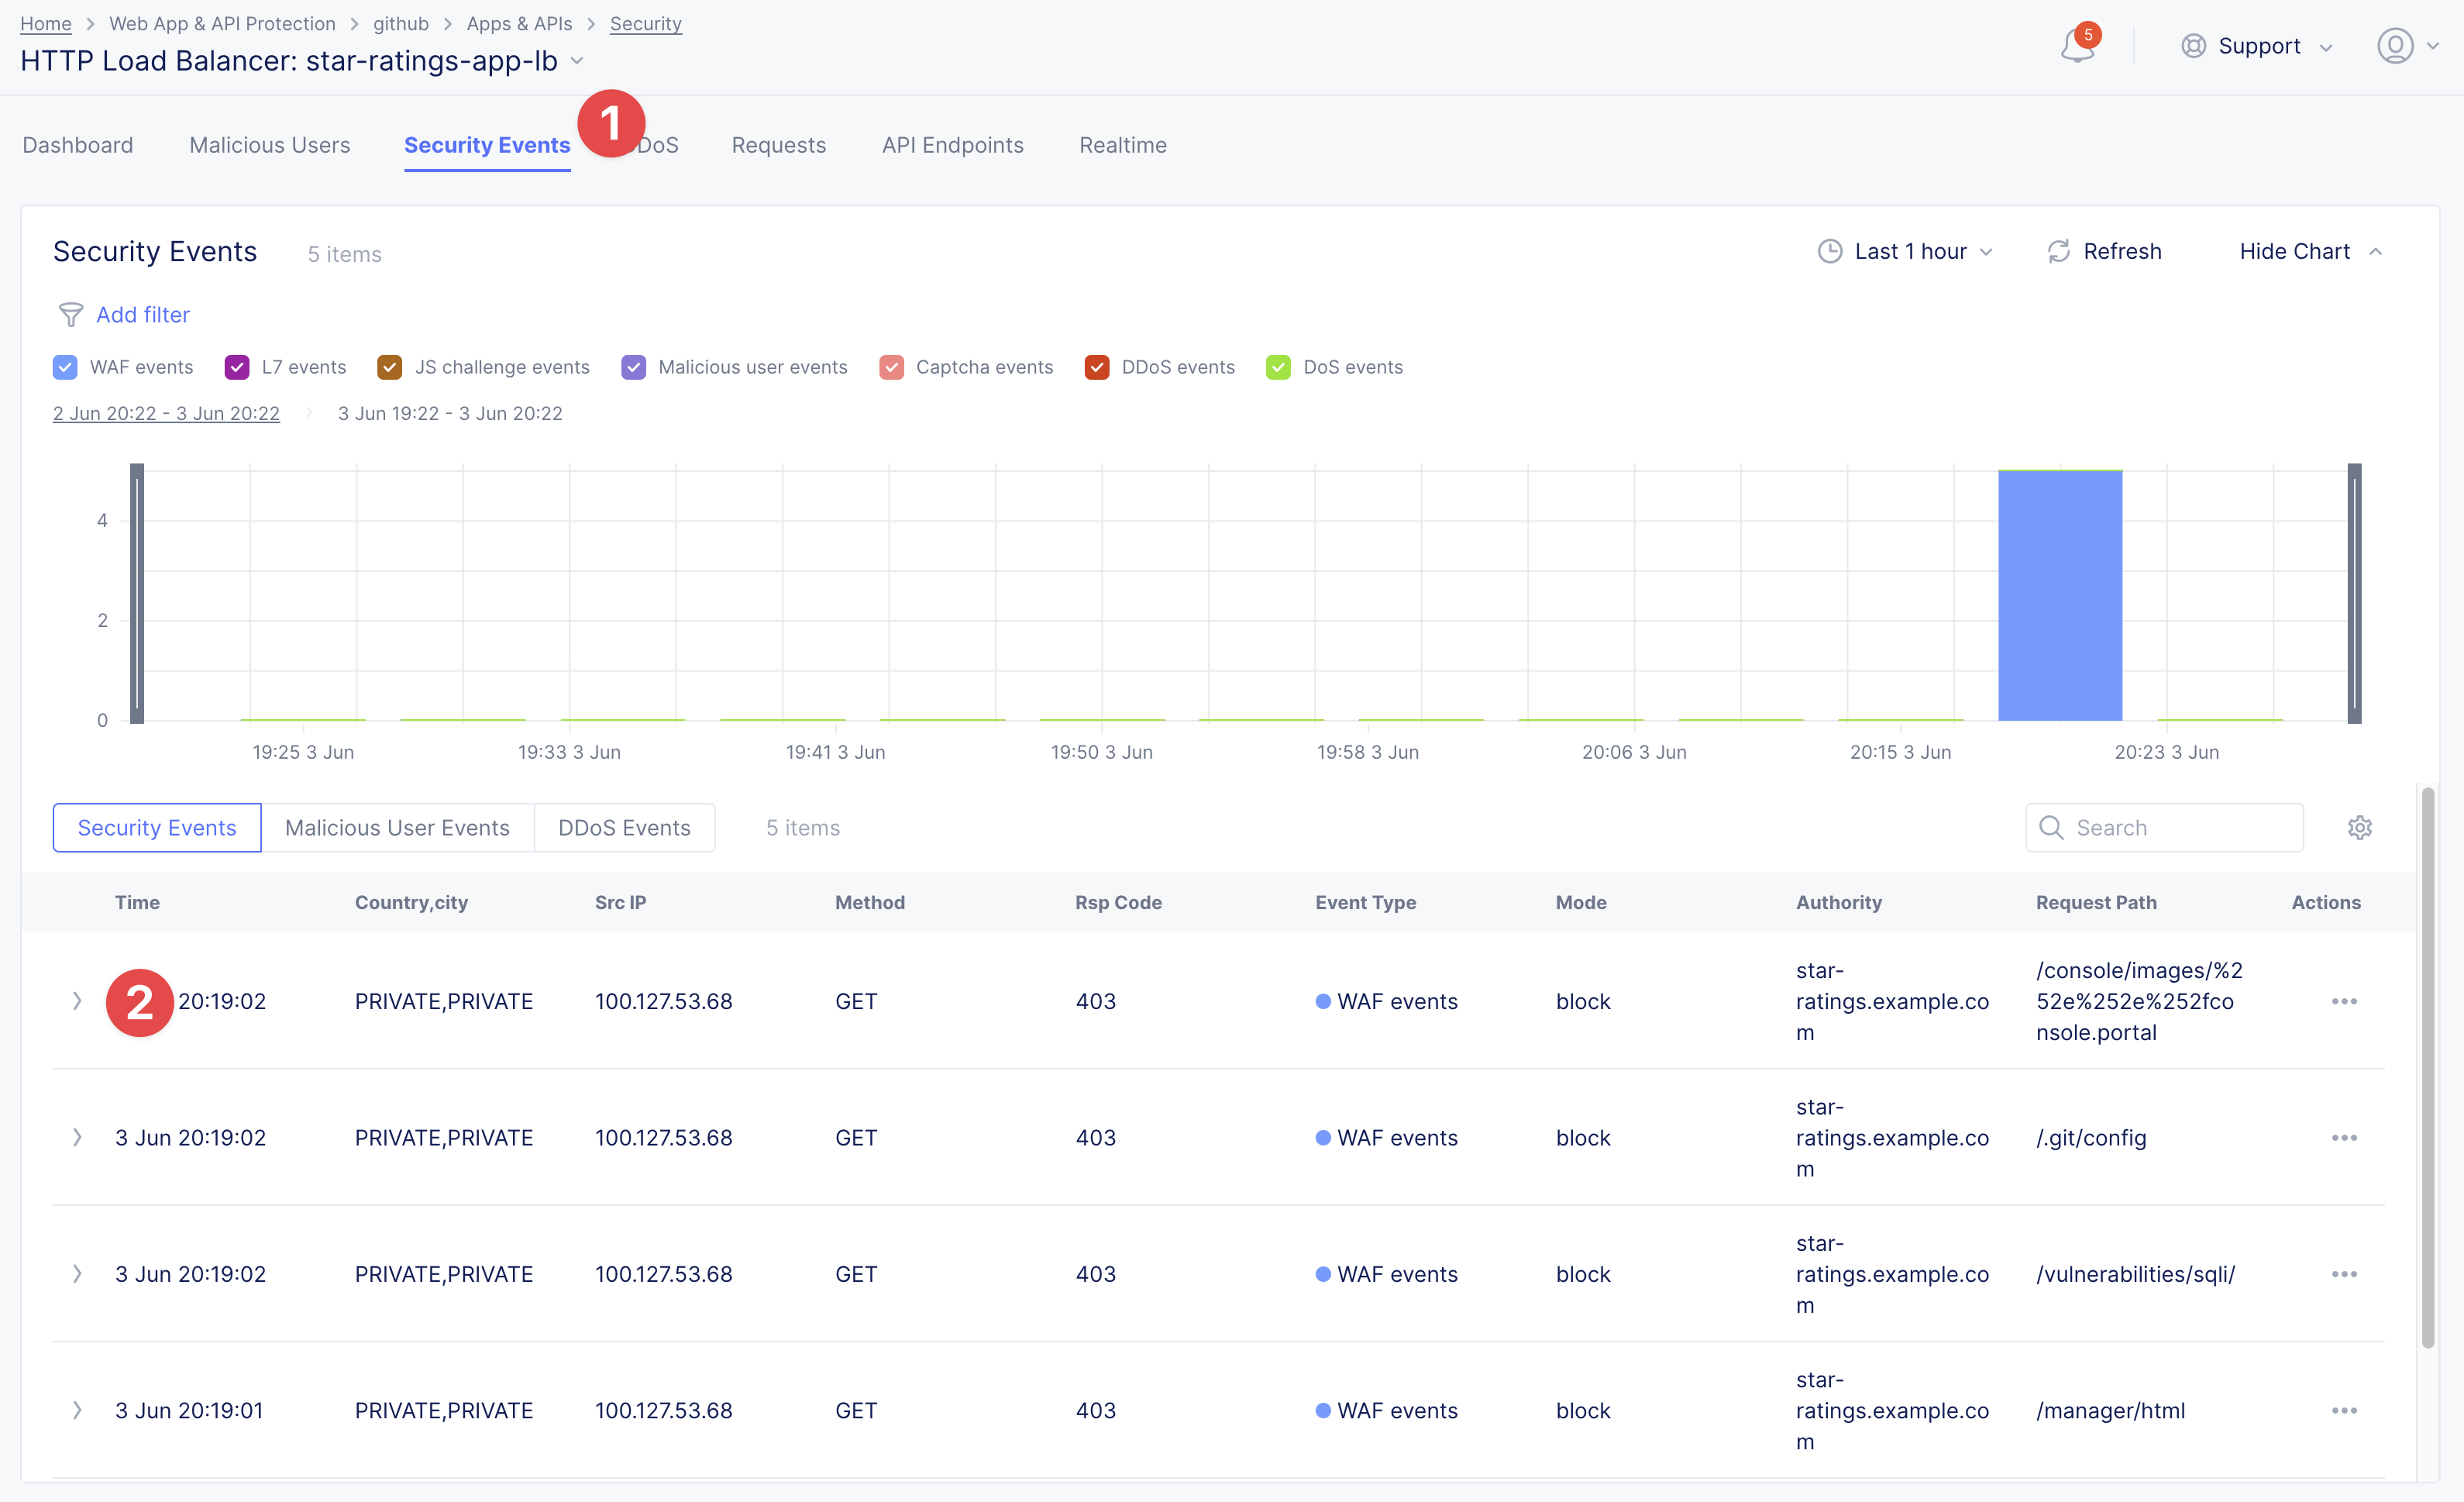 Home > Web App & API Protection > github > Apps & APIs > Security
HTTP Load Balancer: star-ratings-app-lb
5
Support
Dashboard Malicious Users Security Events 1 DoS Requests API Endpoints Realtime
Security Events 5 items Last 1 hour Refresh Hide Chart
Add filter
WAF events L7 events JS challenge events Malicious user events Captcha events DDoS events DoS events
2 Jun 20:22 - 3 Jun 20:22 > 3 Jun 19:22 - 3 Jun 20:22
4
2
0
19:25 3 Jun 19:33 3 Jun 19:41 3 Jun 19:50 3 Jun 19:58 3 Jun 20:06 3 Jun 20:15 3 Jun 20:23 3 Jun
Security Events Malicious User Events DDoS Events 5 items Search
Time Country,city Src IP Method Rsp Code Event Type Mode Authority Request Path Actions
star- /console/images/%2
2 20:19:02 PRIVATE,PRIVATE 100.127.53.68 GET 403 WAF events block ratings.example.co 52e%252e%252fco
m nsole.portal
star-
3 Jun 20:19:02 PRIVATE,PRIVATE 100.127.53.68 GET 403 WAF events block ratings.example.co /.git/config
m
star-
3 Jun 20:19:02 PRIVATE,PRIVATE 100.127.53.68 GET 403 WAF events block ratings.example.co /vulnerabilities/sqli/
m
star-
3 Jun 20:19:01 PRIVATE,PRIVATE 100.127.53.68 GET 403 WAF events block ratings.example.co /manager/html
m